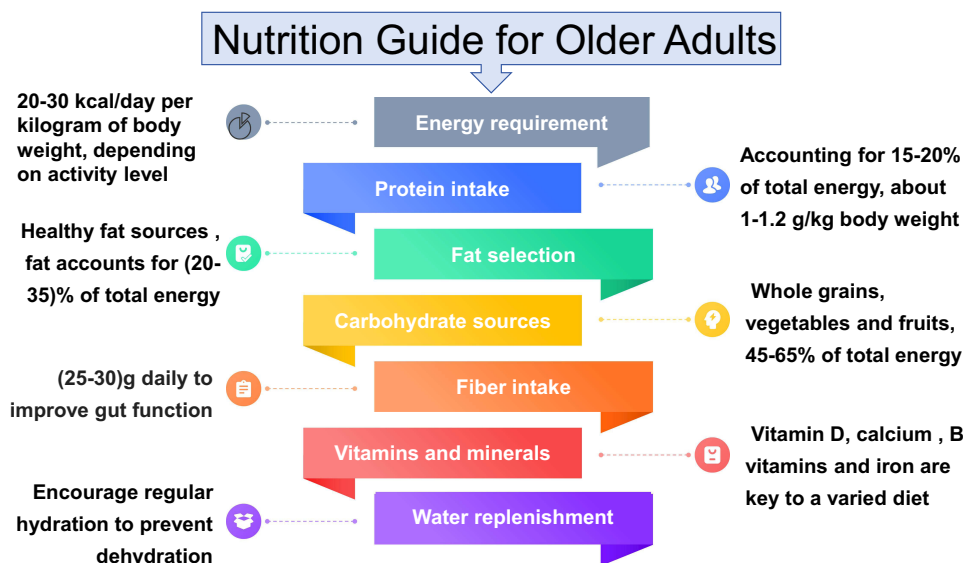 Nutrition Guide for Older Adults
20-30 kcal/day per
kilogram of body
weight, depending
on activity level
Energy requirement
Protein intake
Accounting for 15-20%
of total energy, about
1-1.2 g/kg body weight
Healthy fat sources ,
fat accounts for (20-
35)% of total energy
Fat selection
Carbohydrate sources
Whole grains,
vegetables and fruits,
45-65% of total energy
(25-30)g daily to
improve gut function
Fiber intake
Vitamins and minerals
Vitamin D, calcium , B
vitamins and iron are
key to a varied diet
Encourage regular
hydration to prevent
dehydration
Water replenishment